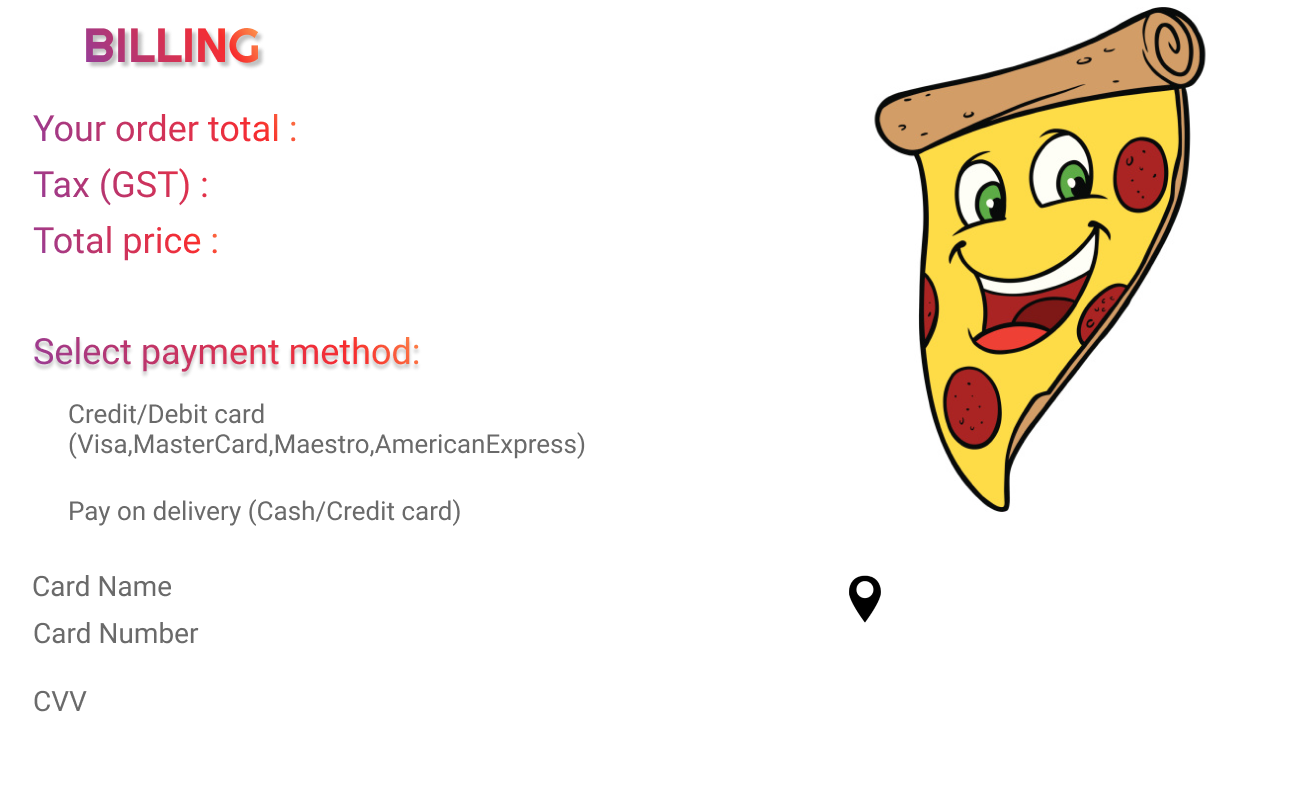 BILLING
Your order total :
Tax (GST) :
Total price :
Select payment method:
Credit/Debit card
(Visa,MasterCard,Maestro,AmericanExpress)
Pay on delivery (Cash/Credit card)
Card Name
Card Number
CVV